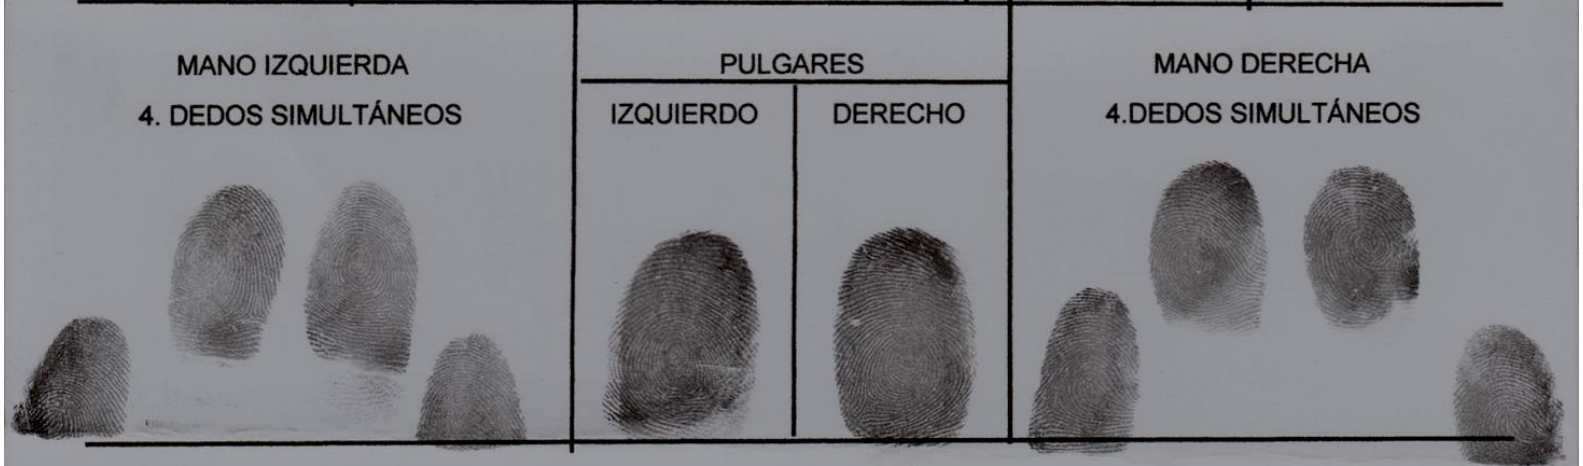 MANO IZQUIERDA
4. DEDOS SIMULTÁNEOS
PULGARES
IZQUIERDO
DERECHO
MANO DERECHA
4.DEDOS SIMULTÁNEOS